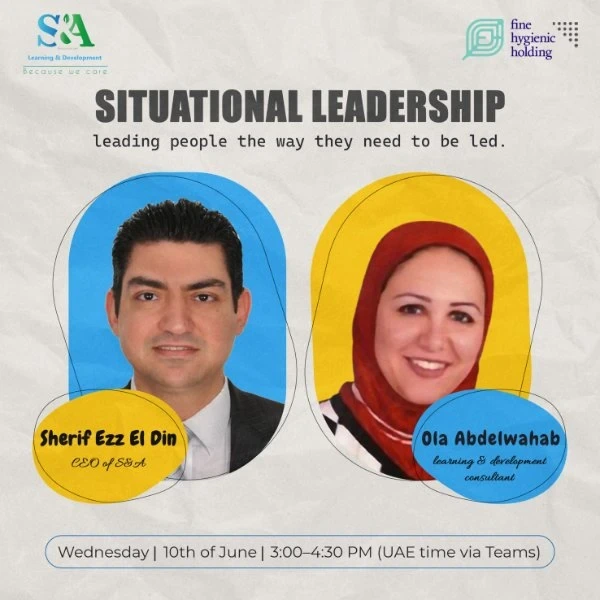 S&A
Learning & Development
Because we care
fine
hygienic
holding
SITUATIONAL LEADERSHIP
leading people the way they need to be led.
Sherif Ezz El Din
CEO of S&A
Ola Abdelwahab
learning & development
consultant
Wednesday | 10th of June | 3:00–4:30 PM (UAE time via Teams)